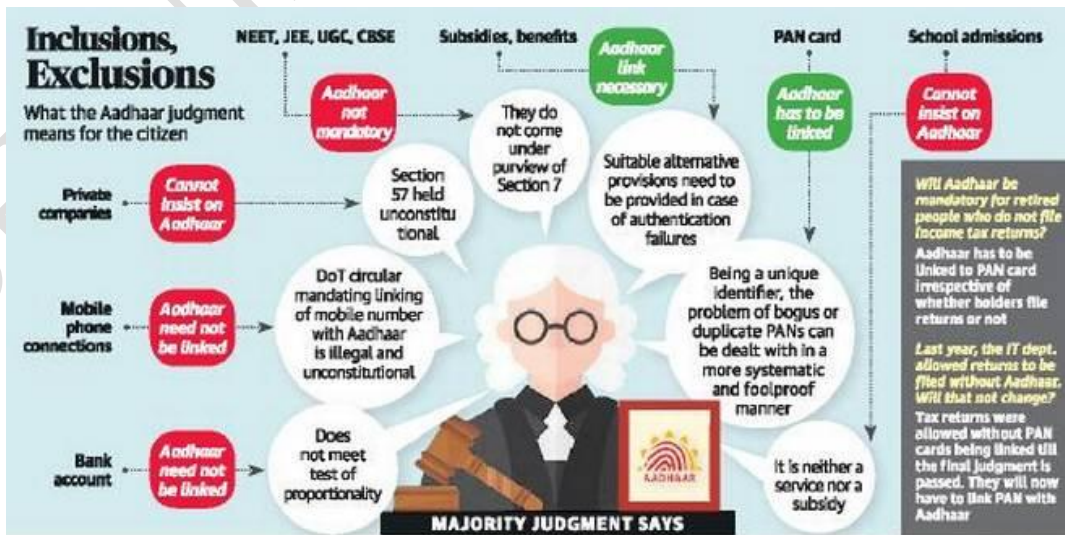 Inclusions,
Exclusions
What the Aadhaar judgment
means for the citizen
NEET, JEE, UGC, CBSE
Aadhaar
not
mandatory
They do
not come
under
purview of
Section 7
Subsidies, benefits
Aadhaar
link
necessary
Suitable alternative
provisions need to
be provided in case
of authentication
failures
PAN card
Aadhaar
has to be
linked
Being a unique
identifier, the
problem of bogus or
duplicate PANs can
be dealt with in a
more systematic
and foolproof
manner
School admissions
Cannot
insist on
Aadhaar
It is neither a
service nor a
subsidy
Private
companies
Cannot
insist on
Aadhaar
Section
57 held
unconstitu
tional
Mobile
phone
connections
Aadhaar
need not
be linked
DoT circular
mandating linking
of mobile number
with Aadhaar
is illegal and
unconstitutional
Bank
account
Aadhaar
need not
be linked
Does
not meet
test of
proportionality
AADHAAR
MAJORITY JUDGMENT SAYS
Will Aadhaar be
mandatory for retired
people who do not file
income tax returns?
Aadhaar has to be
linked to PAN card
irrespective of
whether holders file
returns or not
Last year, the IT dept.
allowed returns to be
filed without Aadhaar.
Will that not change?
Tax returns were
allowed without PAN
cards being linked till
the final judgment is
passed. They will now
have to link PAN with
Aadhaar